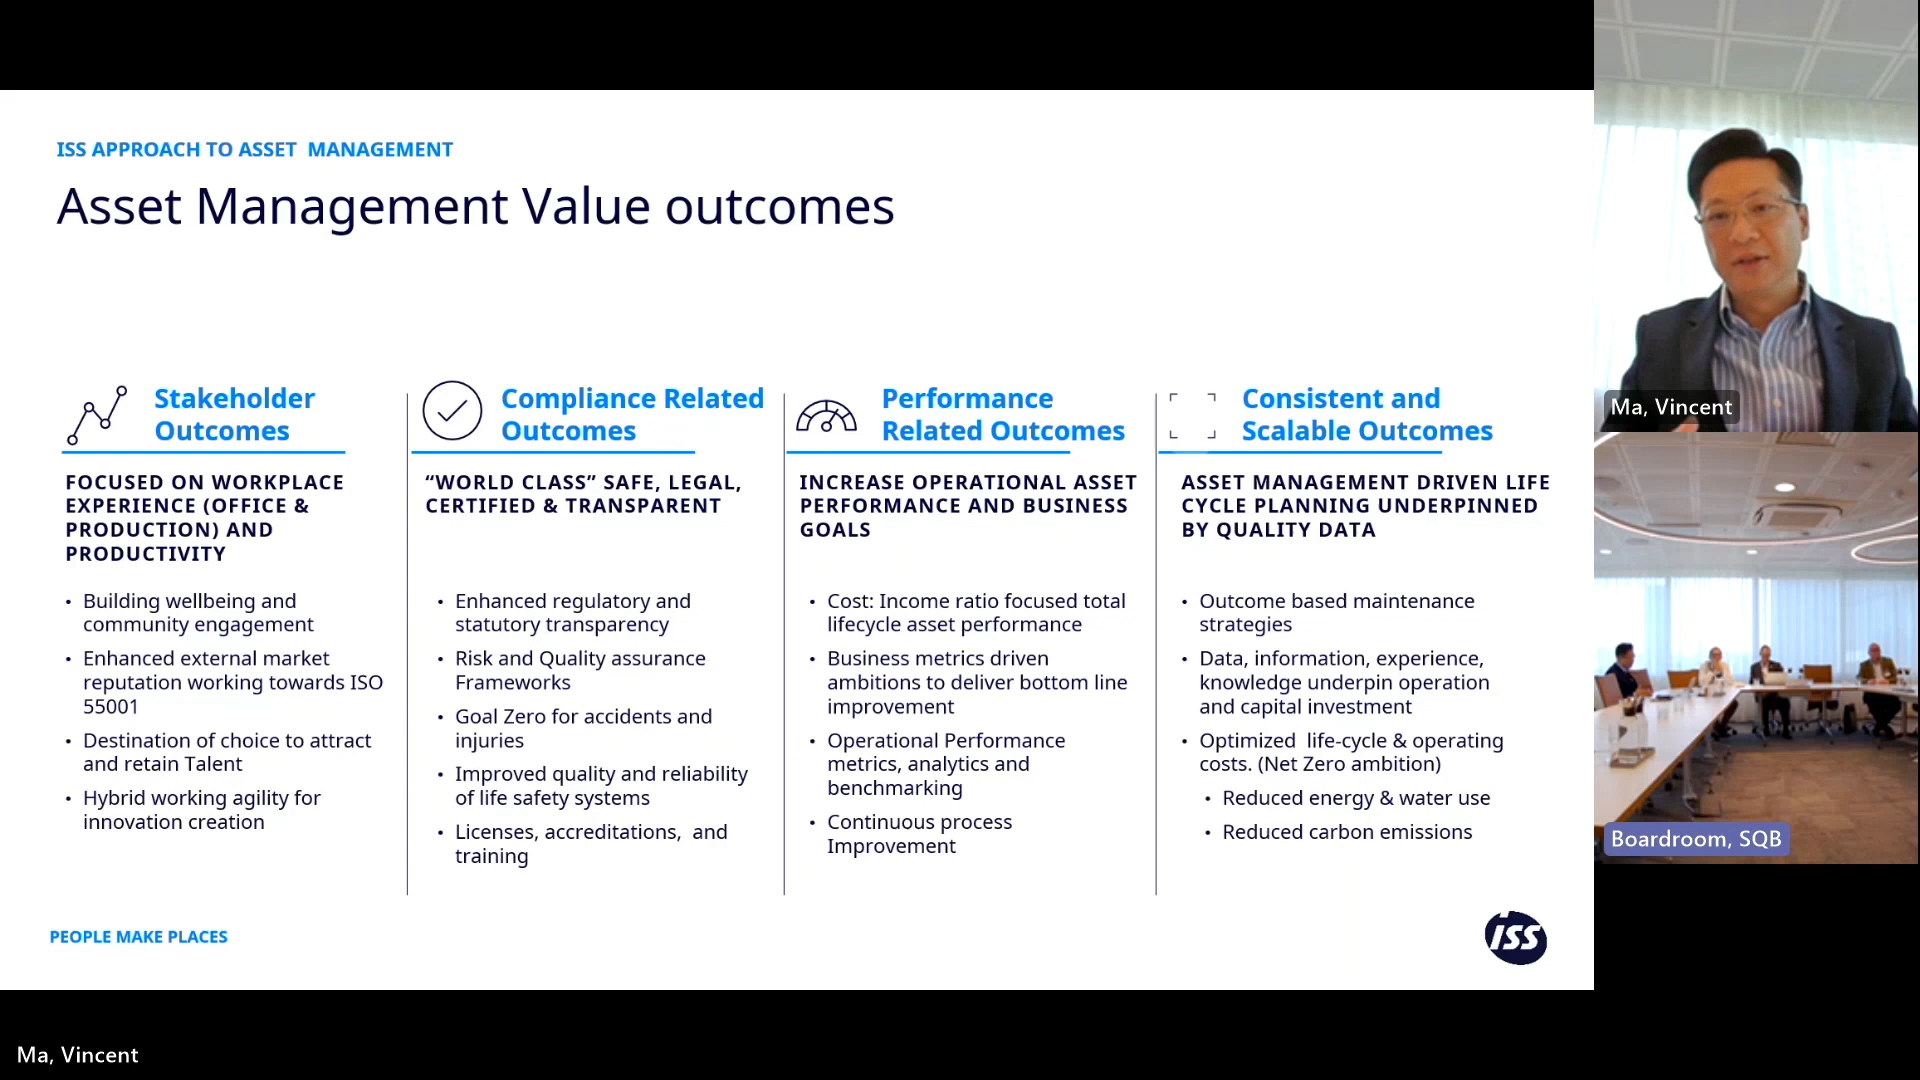 ISS APPROACH TO ASSET  MANAGEMENT
Asset Management Value outcomes
Stakeholder
Outcomes
FOCUSED ON WORKPLACE
EXPERIENCE (OFFICE &
PRODUCTION) AND
PRODUCTIVITY
• Building wellbeing and
community engagement
• Enhanced external market
reputation working towards ISO
55001
• Destination of choice to attract
and retain Talent
• Hybrid working agility for
innovation creation
Compliance Related
Outcomes
“WORLD CLASS” SAFE, LEGAL,
CERTIFIED & TRANSPARENT
• Enhanced regulatory and
statutory transparency
• Risk and Quality assurance
Frameworks
• Goal Zero for accidents and
injuries
• Improved quality and reliability
of life safety systems
• Licenses, accreditations,  and
training
Performance
Related Outcomes
INCREASE OPERATIONAL ASSET
PERFORMANCE AND BUSINESS
GOALS
• Cost: Income ratio focused total
lifecycle asset performance
• Business metrics driven
ambitions to deliver bottom line
improvement
• Operational Performance
metrics, analytics and
benchmarking
• Continuous process
Improvement
Consistent and
Scalable Outcomes
ASSET MANAGEMENT DRIVEN LIFE
CYCLE PLANNING UNDERPINNED
BY QUALITY DATA
• Outcome based maintenance
strategies
• Data, information, experience,
knowledge underpin operation
and capital investment
• Optimized  life-cycle & operating
costs. (Net Zero ambition)
• Reduced energy & water use
• Reduced carbon emissions
PEOPLE MAKE PLACES
ISS
Ma, Vincent
Boardroom, SQB
Ma, Vincent